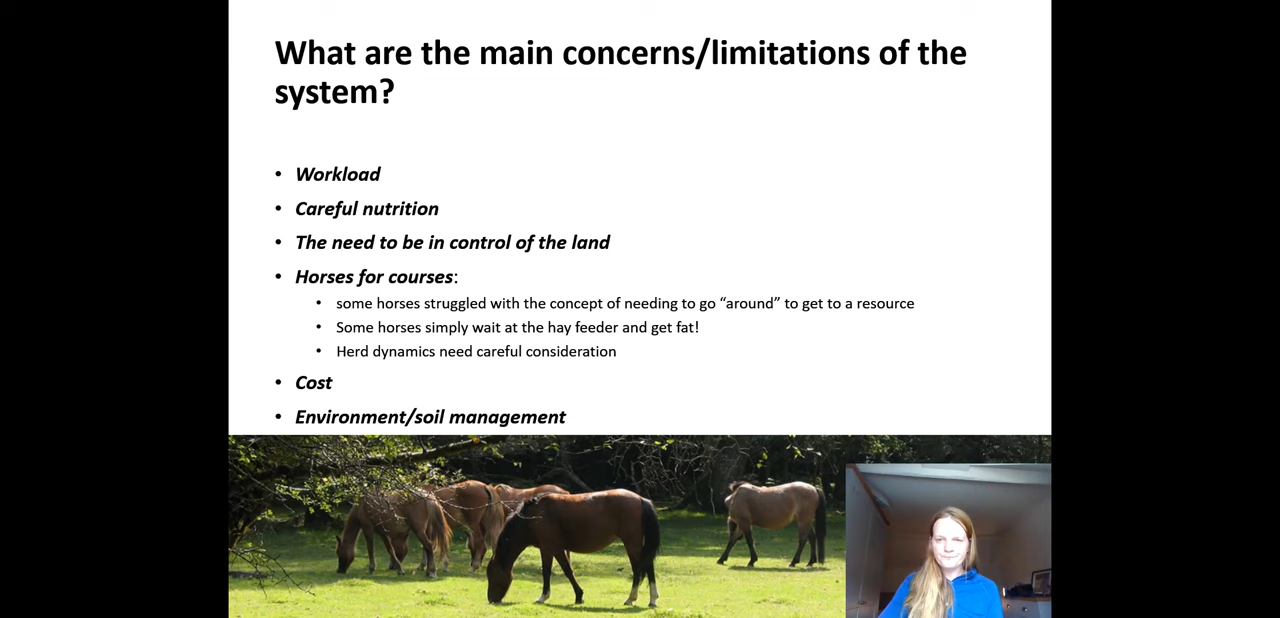 What are the main concerns/limitations of the
system?
• Workload
• Careful nutrition
• The need to be in control of the land
• Horses for courses:
• some horses struggled with the concept of needing to go “around” to get to a resource
• Some horses simply wait at the hay feeder and get fat!
• Herd dynamics need careful consideration
• Cost
• Environment/soil management